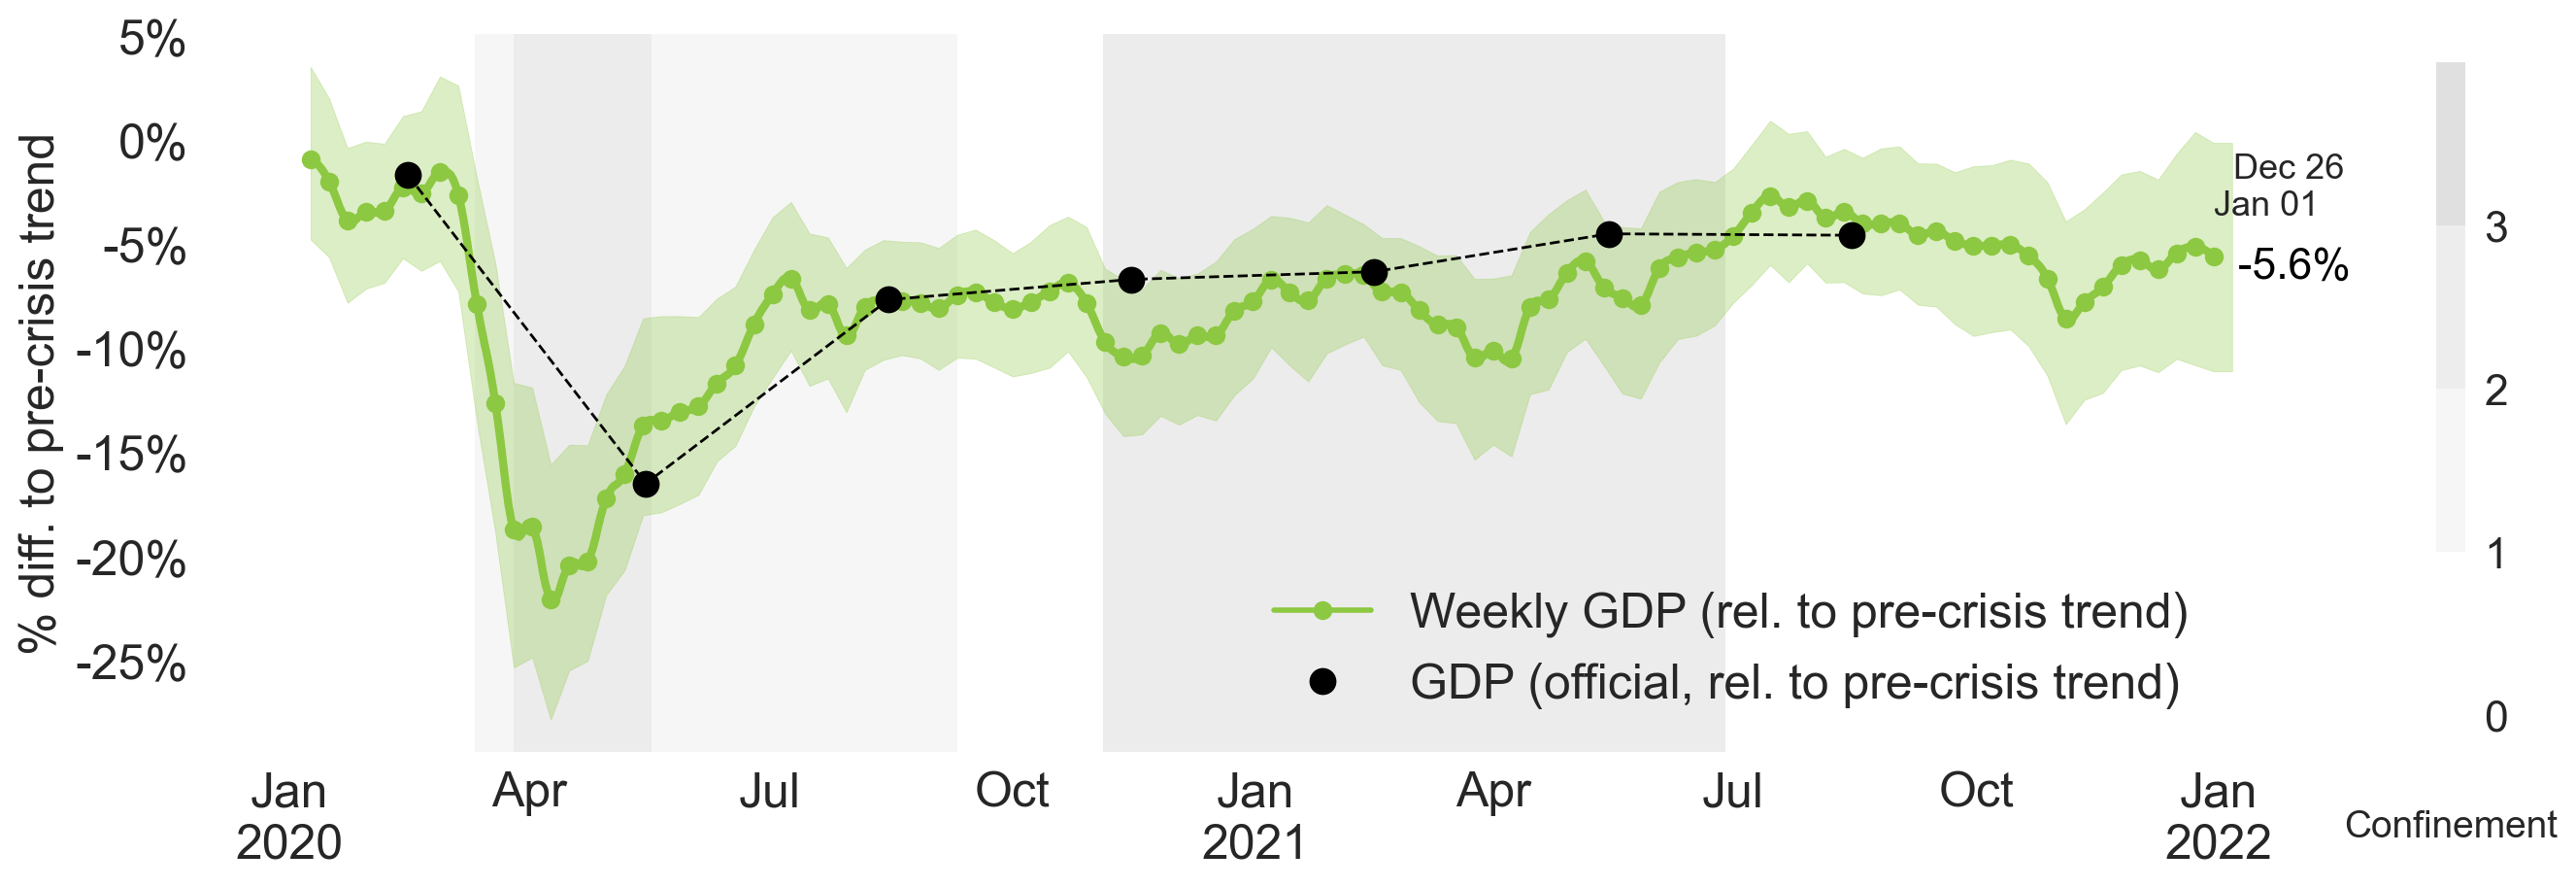 % diff. to pre-crisis trend
5%
0%
-5%
-10%
-15%
-20%
-25%
Dec 26
Jan 01
-5.6%
Weekly GDP (rel. to pre-crisis trend)
GDP (official, rel. to pre-crisis trend)
Jan Apr Jul Oct Jan Apr Jul Oct Jan
2020 2021 2022
3
2
1
0
Confinement